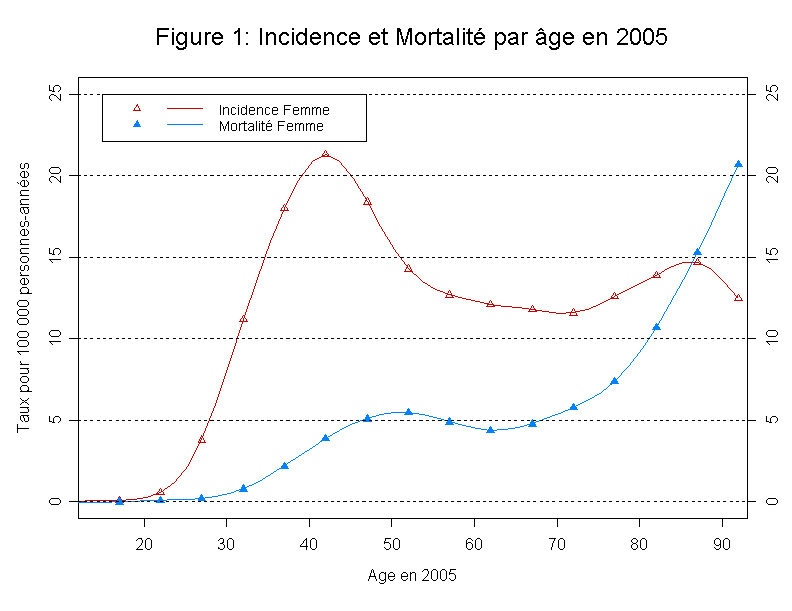 Figure 1: Incidence et Mortalité par âge en 2005
Incidence Femme
Mortalité Femme
Taux pour 100 000 personnes-années
25
20
15
10
5
0
25
20
15
10
5
0
20 30 40 50 60 70 80 90
Age en 2005